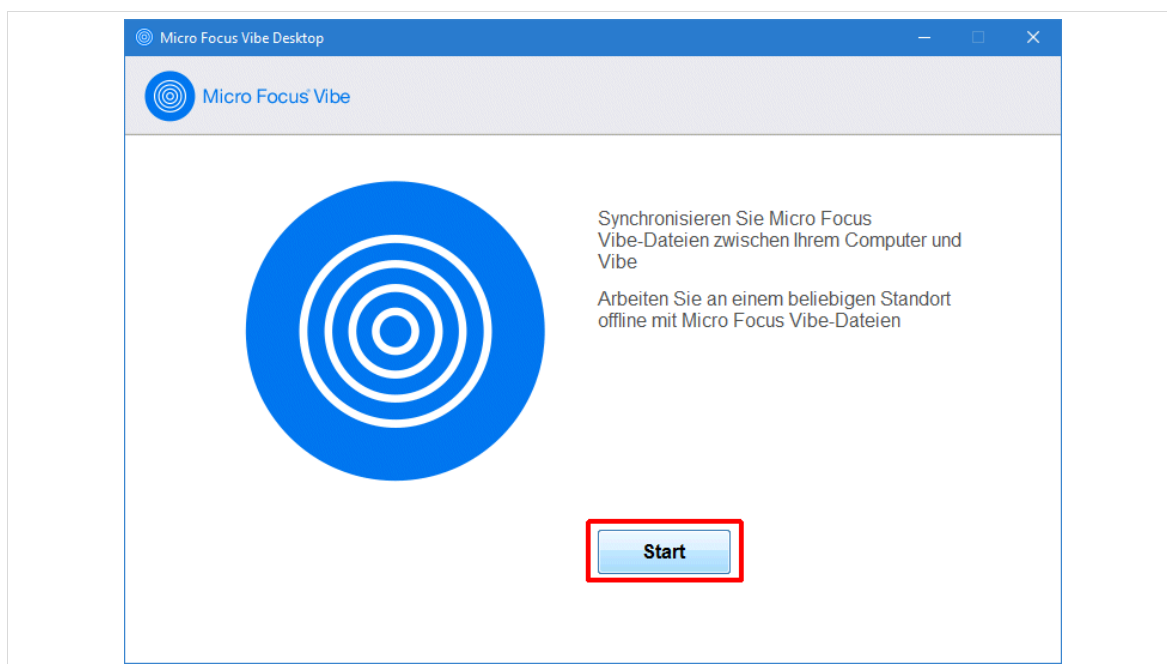 Micro Focus Vibe Desktop
Micro Focus Vibe
Synchronisieren Sie Micro Focus
Vibe-Dateien zwischen Ihrem Computer und
Vibe
Arbeiten Sie an einem beliebigen Standort
offline mit Micro Focus Vibe-Dateien
Start